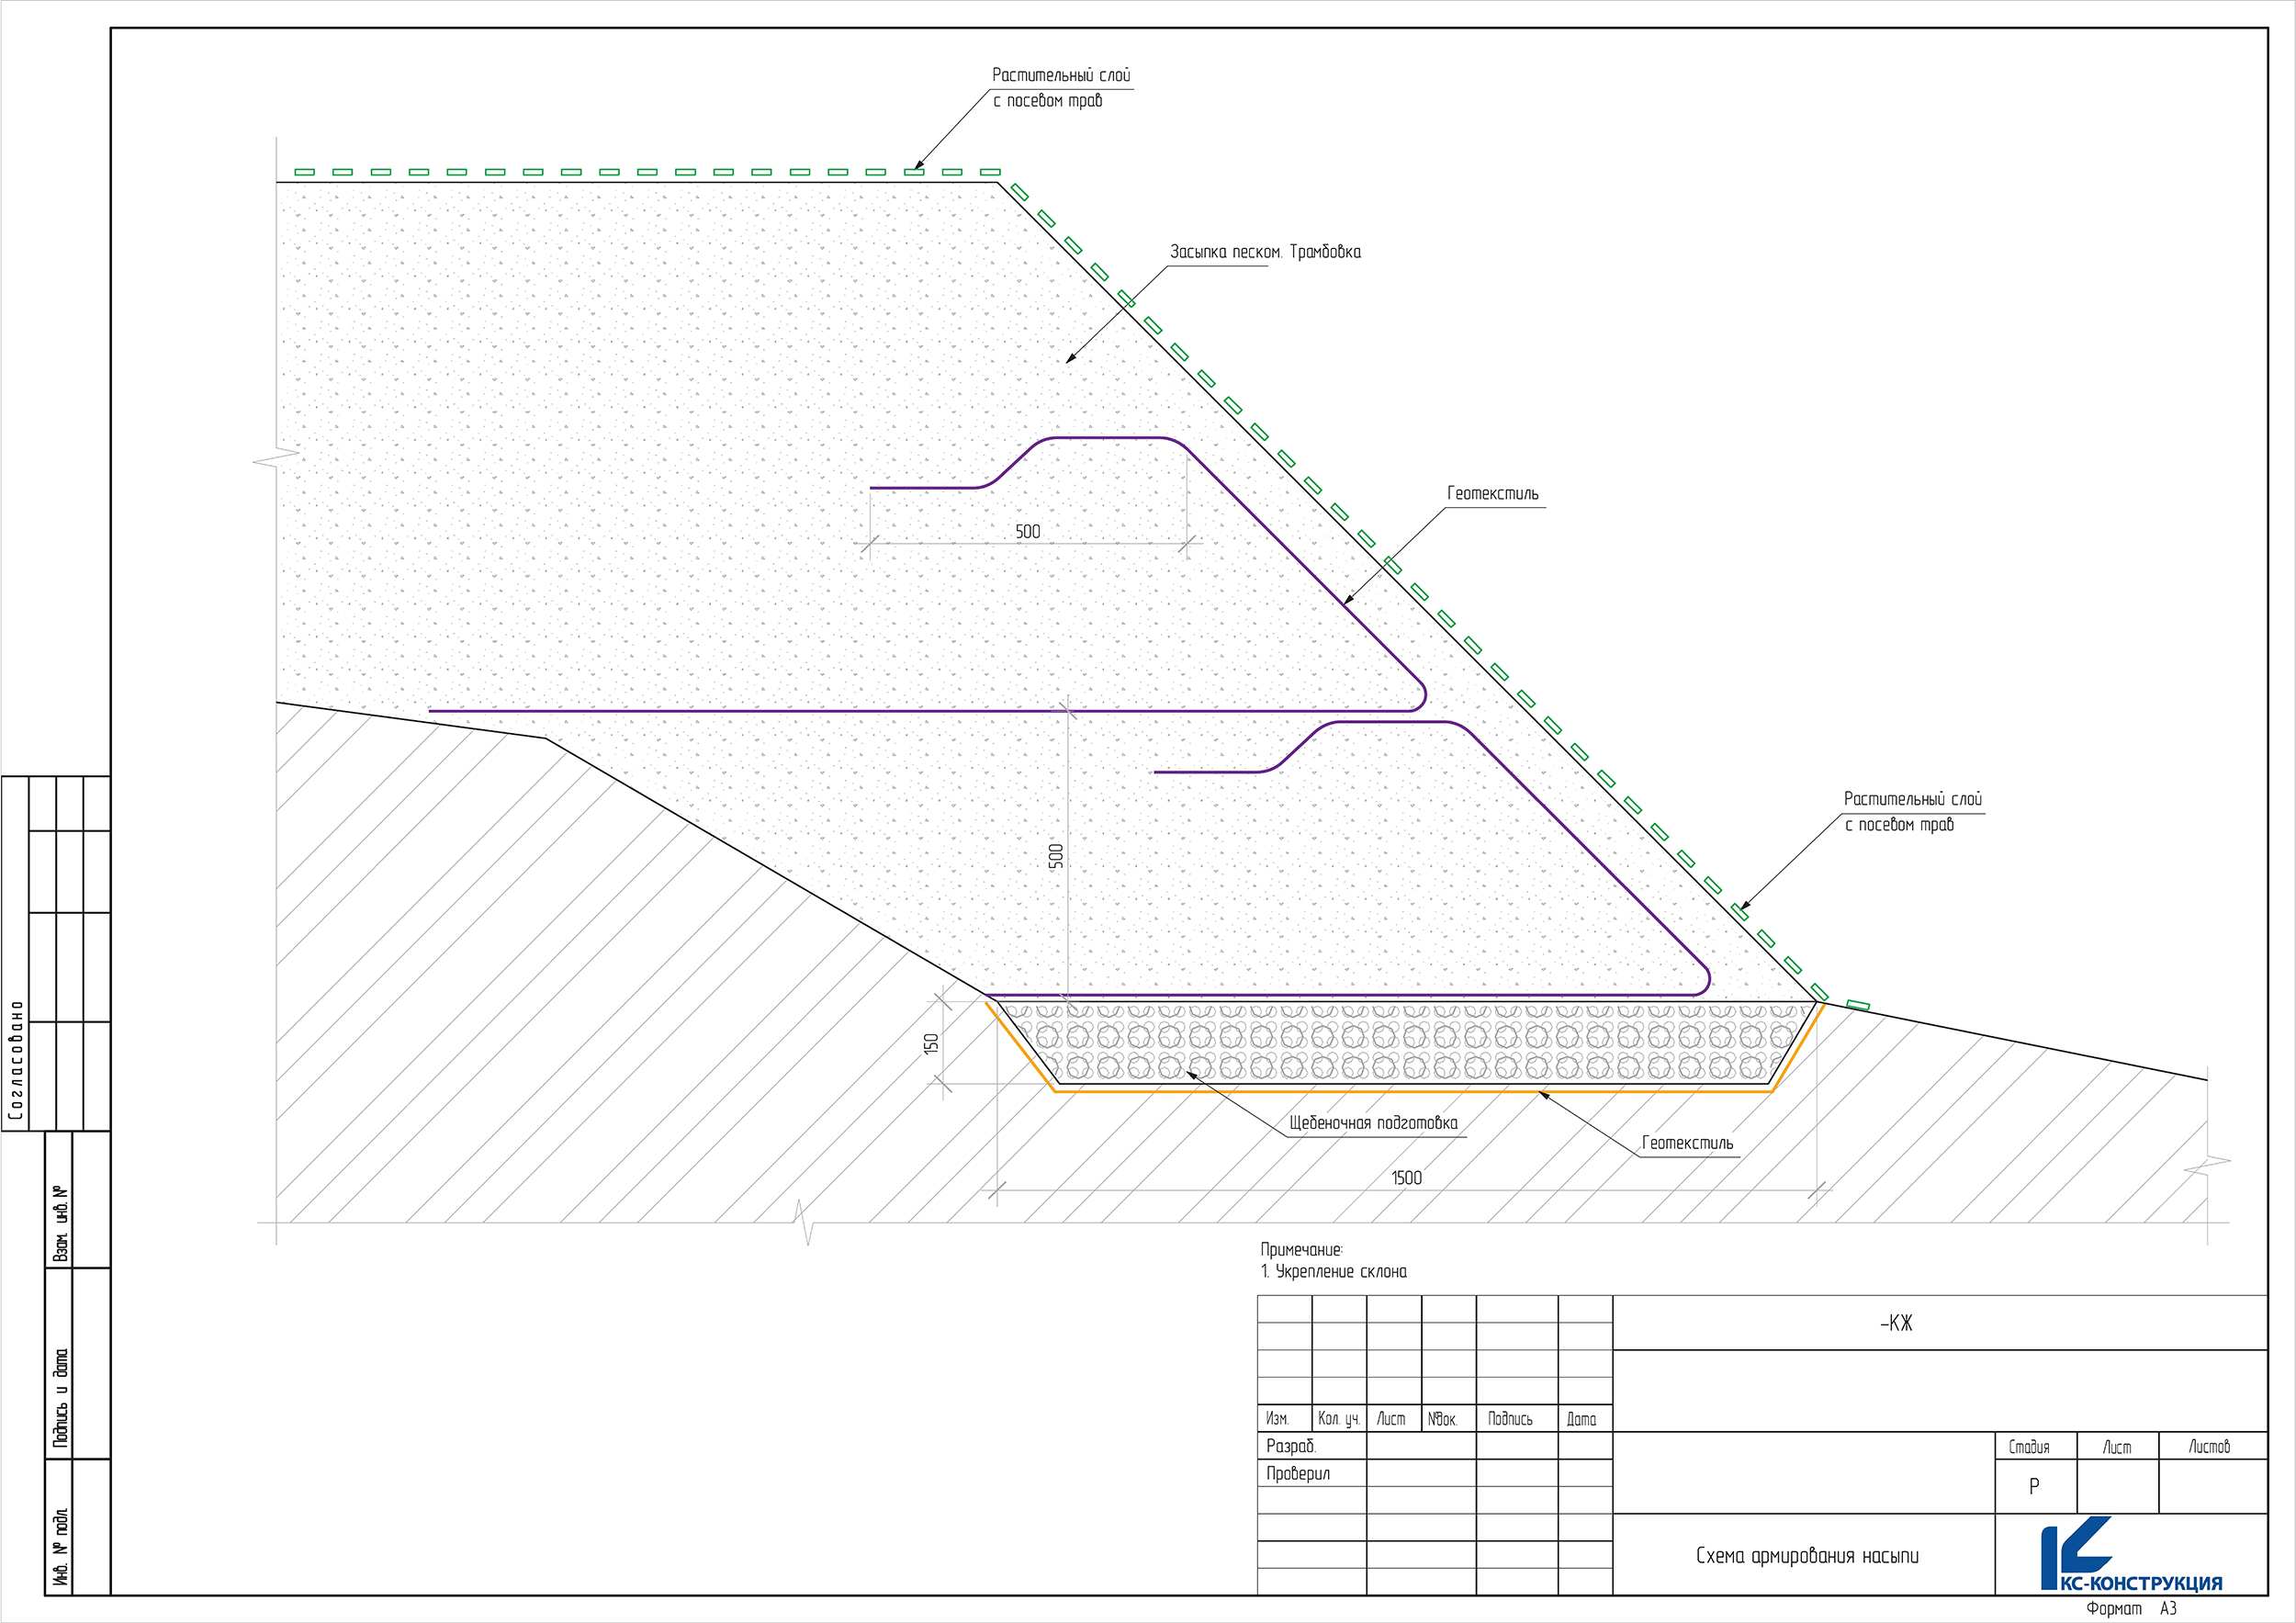 Растительный слой
с посевом трав
Засыпка песком. Трамбовка
Геотекстиль
500
500
Растительный слой
с посевом трав
150
Щебеночная подготовка
Геотекстиль
1500
Примечание:
1. Укрепление склона
Согласовано
Взам. инв. №
Подпись и дата
Инв. № подл.
-КЖ
Изм. Кол. уч. Лист №док. Подпись Дата
Разраб.
Проверил
Стадия Лист Листов
Р
Схема армирования насыпи
КС-КОНСТРУКЦИЯ
Формат А3